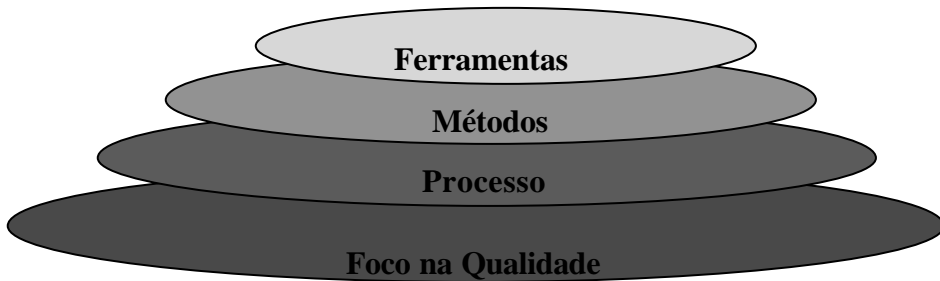 Ferramentas
Métodos
Processo
Foco na Qualidade